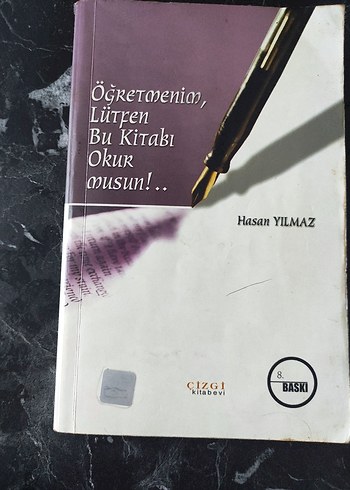 Öğretmenim,
Lütfen
Bu Kitabı
Okur
musun!..
Hasan YILMAZ
ÇİZGİ
kitabevi
8.
BASKI